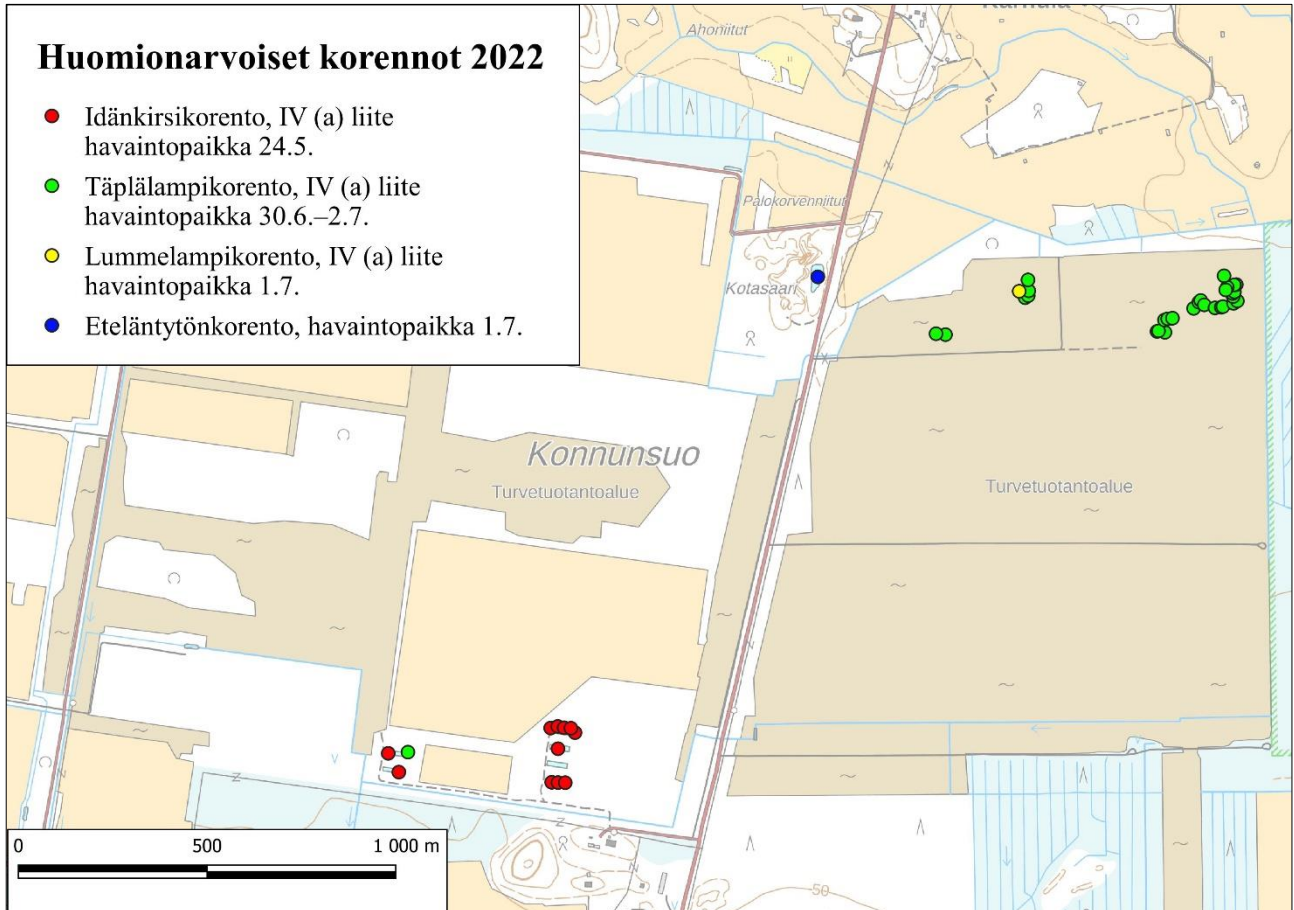 Huomionarvoiset korennot 2022
Idänkirsikorento, IV (a) liite
havaintopaikka 24.5.
Täplälampikorento, IV (a) liite
havaintopaikka 30.6.–2.7.
Lummelampikorento, IV (a) liite
havaintopaikka 1.7.
Eteläntytönkorento, havaintopaikka 1.7.
Ahoniitut
Palokorvenniitut
Kotasaari
Konnunsuo
Turvetuotantoalue
Turvetuotantoalue
50
0 500 1 000 m